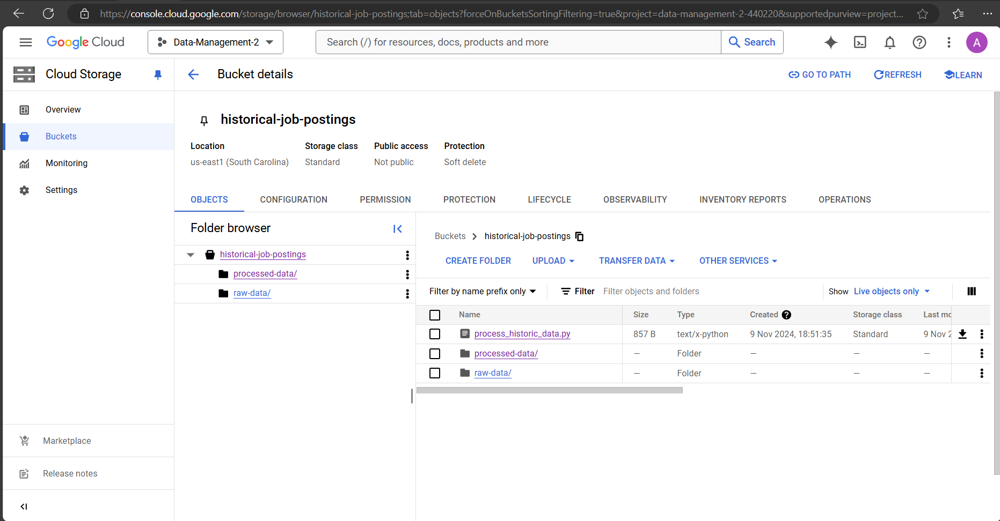 https://console.cloud.google.com/storage/browser/historical-job-postings;tab=objects?forceOnBucketsSortingFiltering=true&project=data-management-2-440220&supportedpurview=project...
Google Cloud
Data-Management-2
Search (/) for resources, docs, products and more
Search
A
Cloud Storage
Overview
Buckets
Monitoring
Settings
Marketplace
Release notes
Bucket details
GO TO PATH
REFRESH
LEARN
historical-job-postings
Location Storage class Public access Protection
us-east1 (South Carolina) Standard Not public Soft delete
OBJECTS CONFIGURATION PERMISSION PROTECTION LIFECYCLE OBSERVABILITY INVENTORY REPORTS OPERATIONS
Folder browser
historical-job-postings
processed-data/
raw-data/
Buckets > historical-job-postings
CREATE FOLDER UPLOAD TRANSFER DATA OTHER SERVICES
Filter by name prefix only Filter Filter objects and folders Show Live objects only
Name Size Type Created Storage class Last mo
process_historic_data.py 857 B text/x-python 9 Nov 2024, 18:51:35 Standard 9 Nov 2
processed-data/ — Folder — — —
raw-data/ — Folder — — —